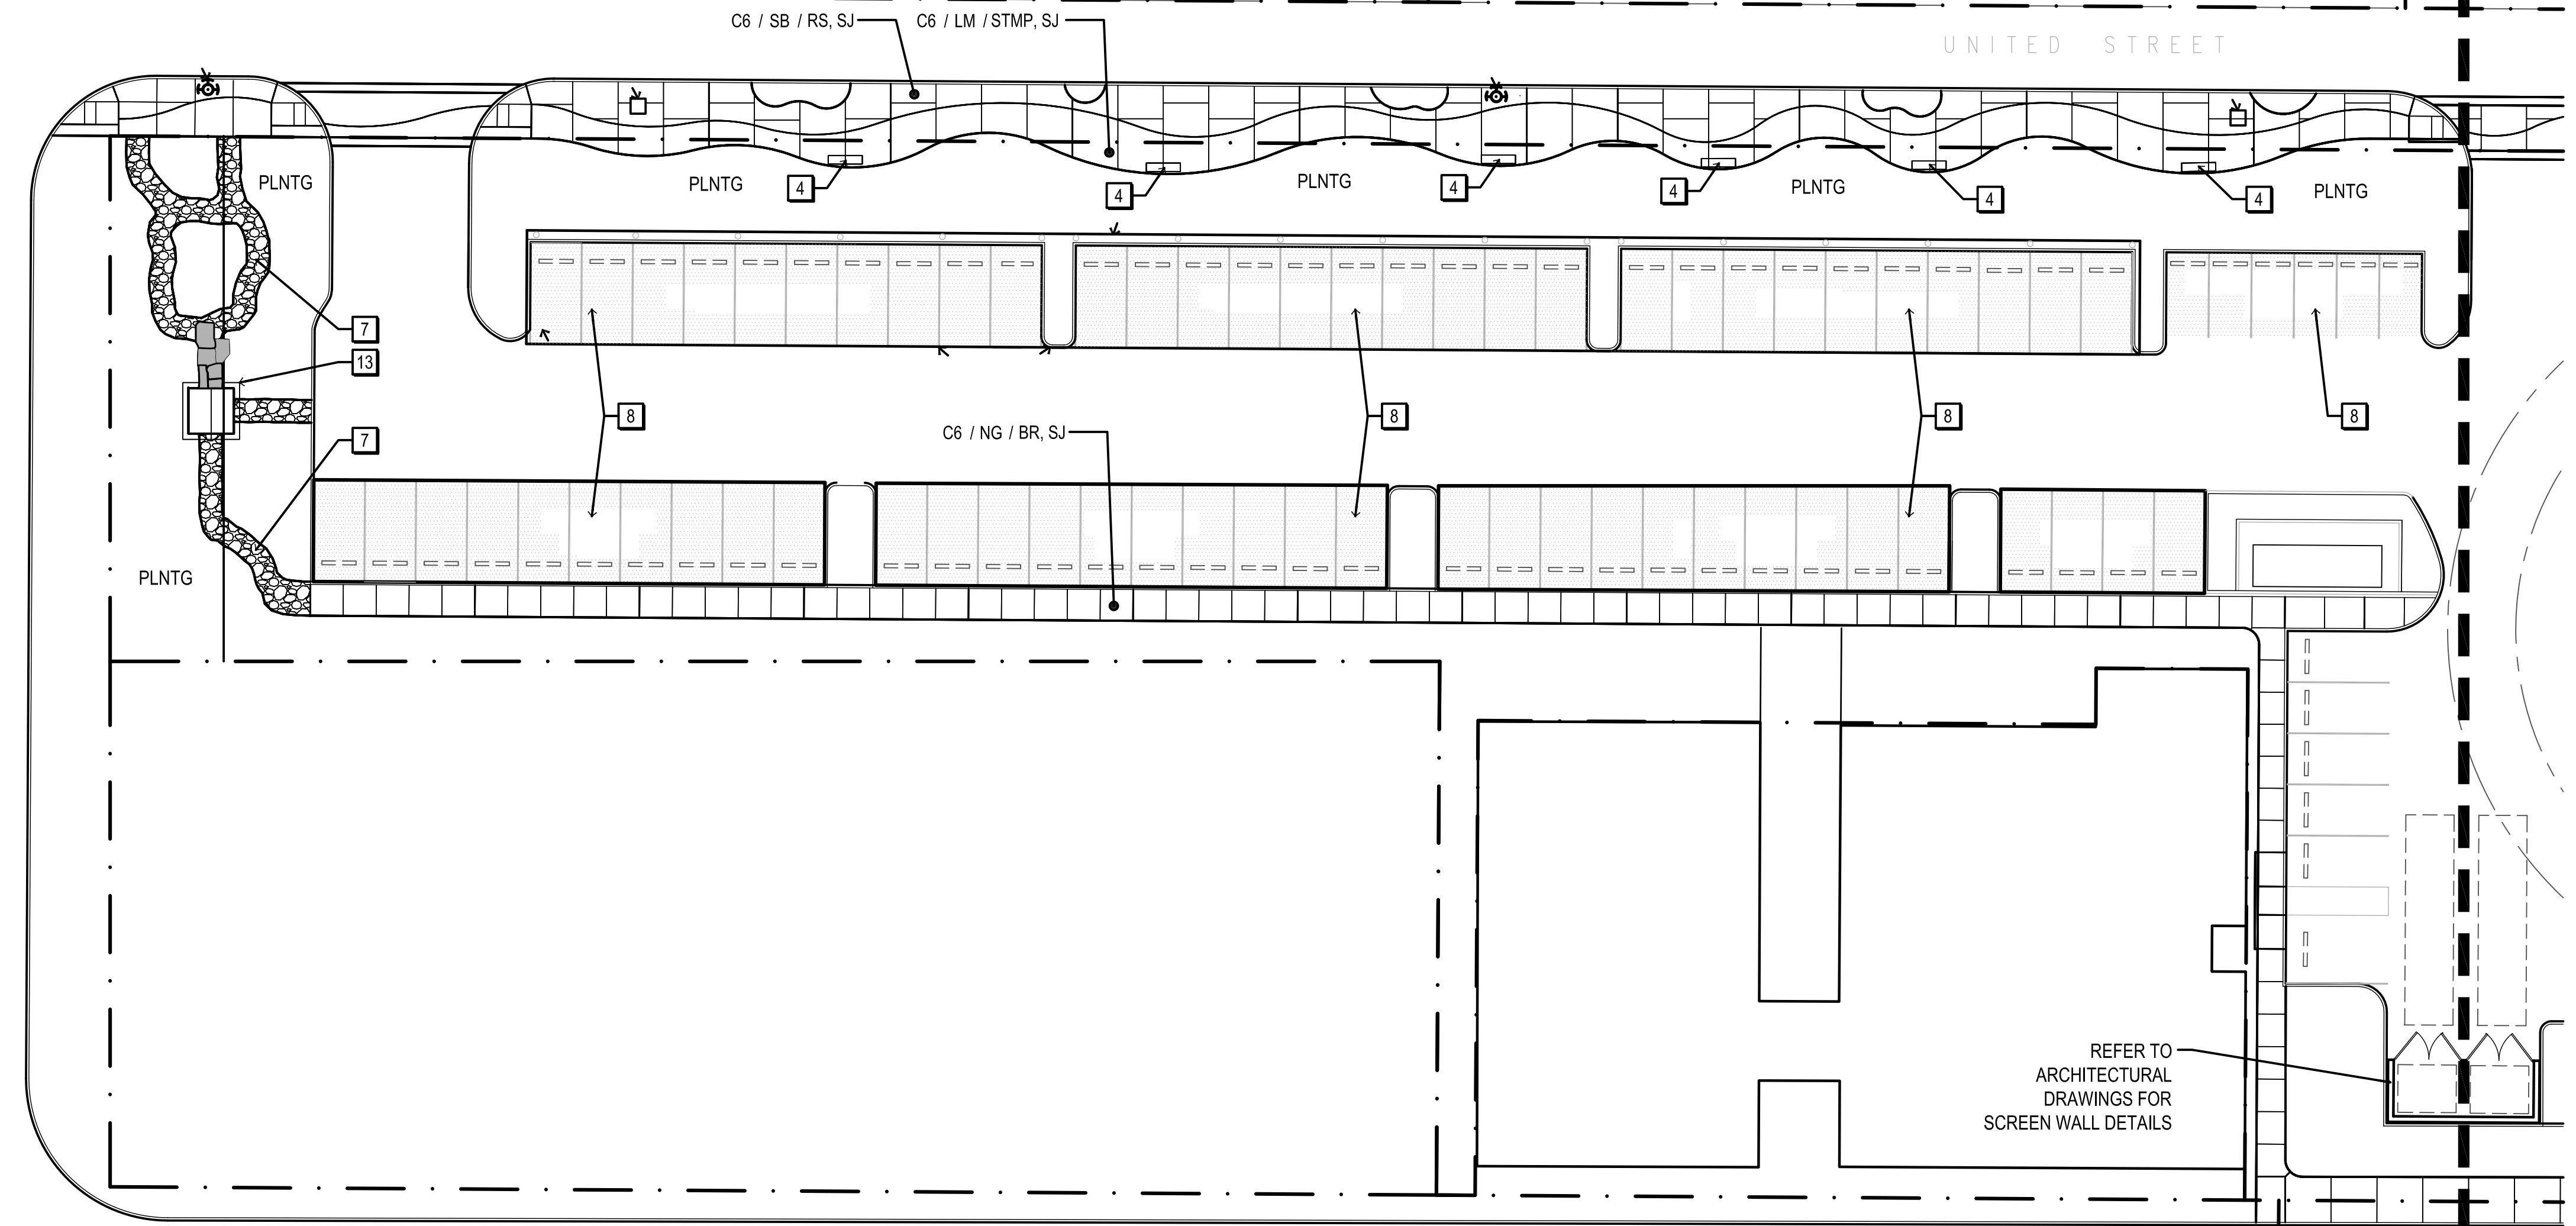 C6 / SB / RS, SJ
C6 / LM / STMP, SJ
UNITED STREET
PLNTG
PLNTG
PLNTG
PLNTG
PLNTG
4
4
4
4
4
4
7
13
7
8
8
8
8
C6 / NG / BR, SJ
PLNTG
REFER TO
ARCHITECTURAL
DRAWINGS FOR
SCREEN WALL DETAILS